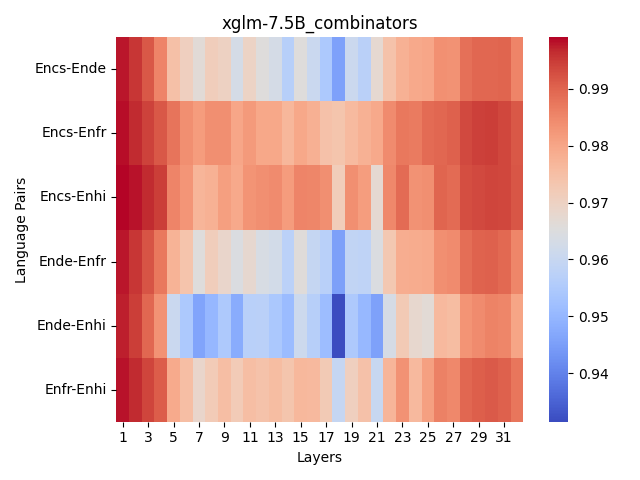 xglm-7.5B_combinators
Language Pairs
Encs-Ende
Encs-Enfr
Encs-Enhi
Ende-Enfr
Ende-Enhi
Enfr-Enhi
1 3 5 7 9 11 13 15 17 19 21 23 25 27 29 31
Layers
0.99
0.98
0.97
0.96
0.95
0.94